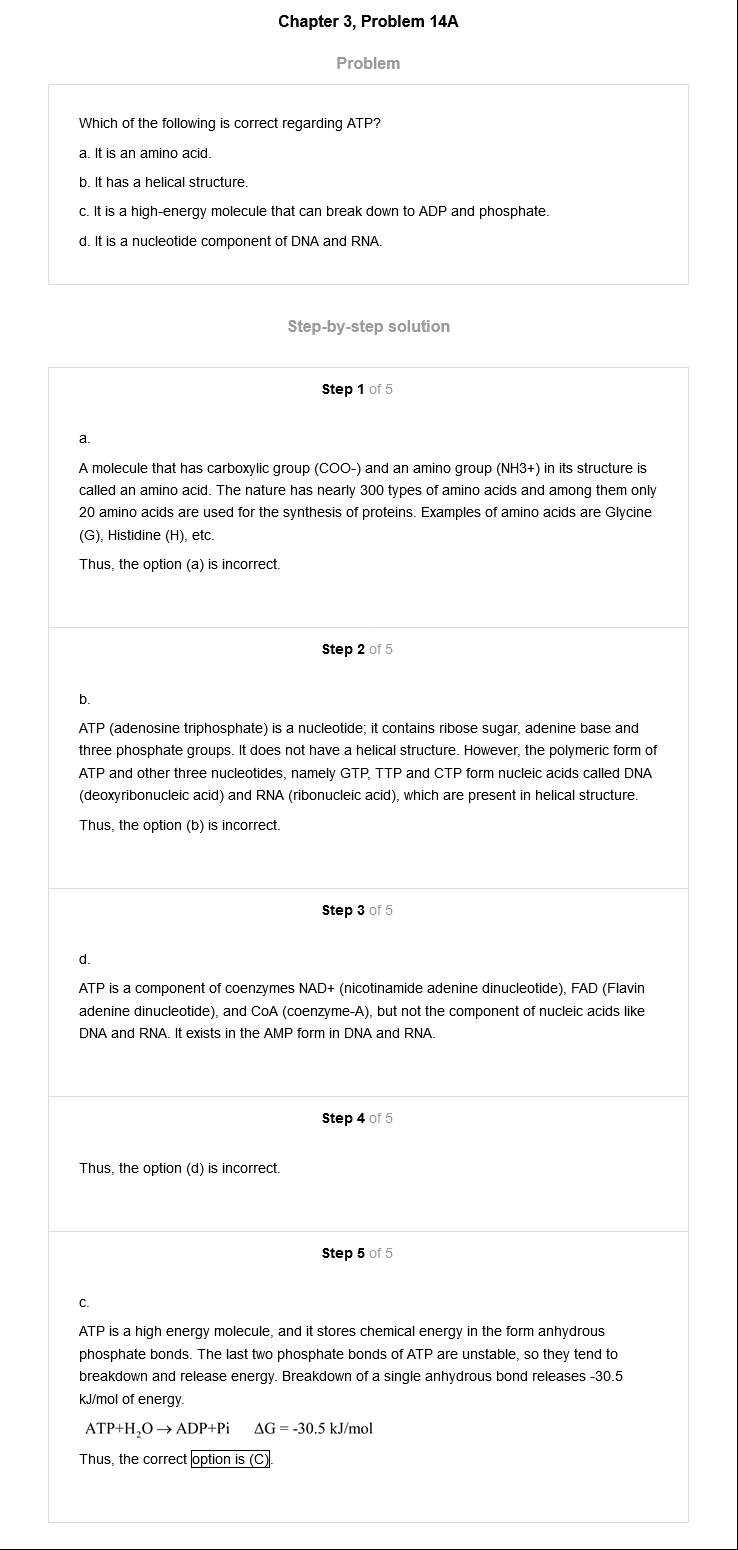 Chapter 3, Problem 14A
Problem
Which of the following is correct regarding ATP?
a. It is an amino acid.
b. It has a helical structure.
c. It is a high-energy molecule that can break down to ADP and phosphate.
d. It is a nucleotide component of DNA and RNA.
Step-by-step solution
Step 1 of 5
a.
A molecule that has carboxylic group (COO-) and an amino group (NH3+) in its structure is
called an amino acid. The nature has nearly 300 types of amino acids and among them only
20 amino acids are used for the synthesis of proteins. Examples of amino acids are Glycine
(G), Histidine (H), etc.
Thus, the option (a) is incorrect.
Step 2 of 5
b.
ATP (adenosine triphosphate) is a nucleotide; it contains ribose sugar, adenine base and
three phosphate groups. It does not have a helical structure. However, the polymeric form of
ATP and other three nucleotides, namely GTP, TTP and CTP form nucleic acids called DNA
(deoxyribonucleic acid) and RNA (ribonucleic acid), which are present in helical structure.
Thus, the option (b) is incorrect.
Step 3 of 5
d.
ATP is a component of coenzymes NAD+ (nicotinamide adenine dinucleotide), FAD (Flavin
adenine dinucleotide), and CoA (coenzyme-A), but not the component of nucleic acids like
DNA and RNA. It exists in the AMP form in DNA and RNA.
Step 4 of 5
Thus, the option (d) is incorrect.
Step 5 of 5
c.
ATP is a high energy molecule, and it stores chemical energy in the form anhydrous
phosphate bonds. The last two phosphate bonds of ATP are unstable, so they tend to
breakdown and release energy. Breakdown of a single anhydrous bond releases -30.5
kJ/mol of energy.
ATP+H₂O → ADP+Pi ΔG = -30.5 kJ/mol
Thus, the correct option is (C).